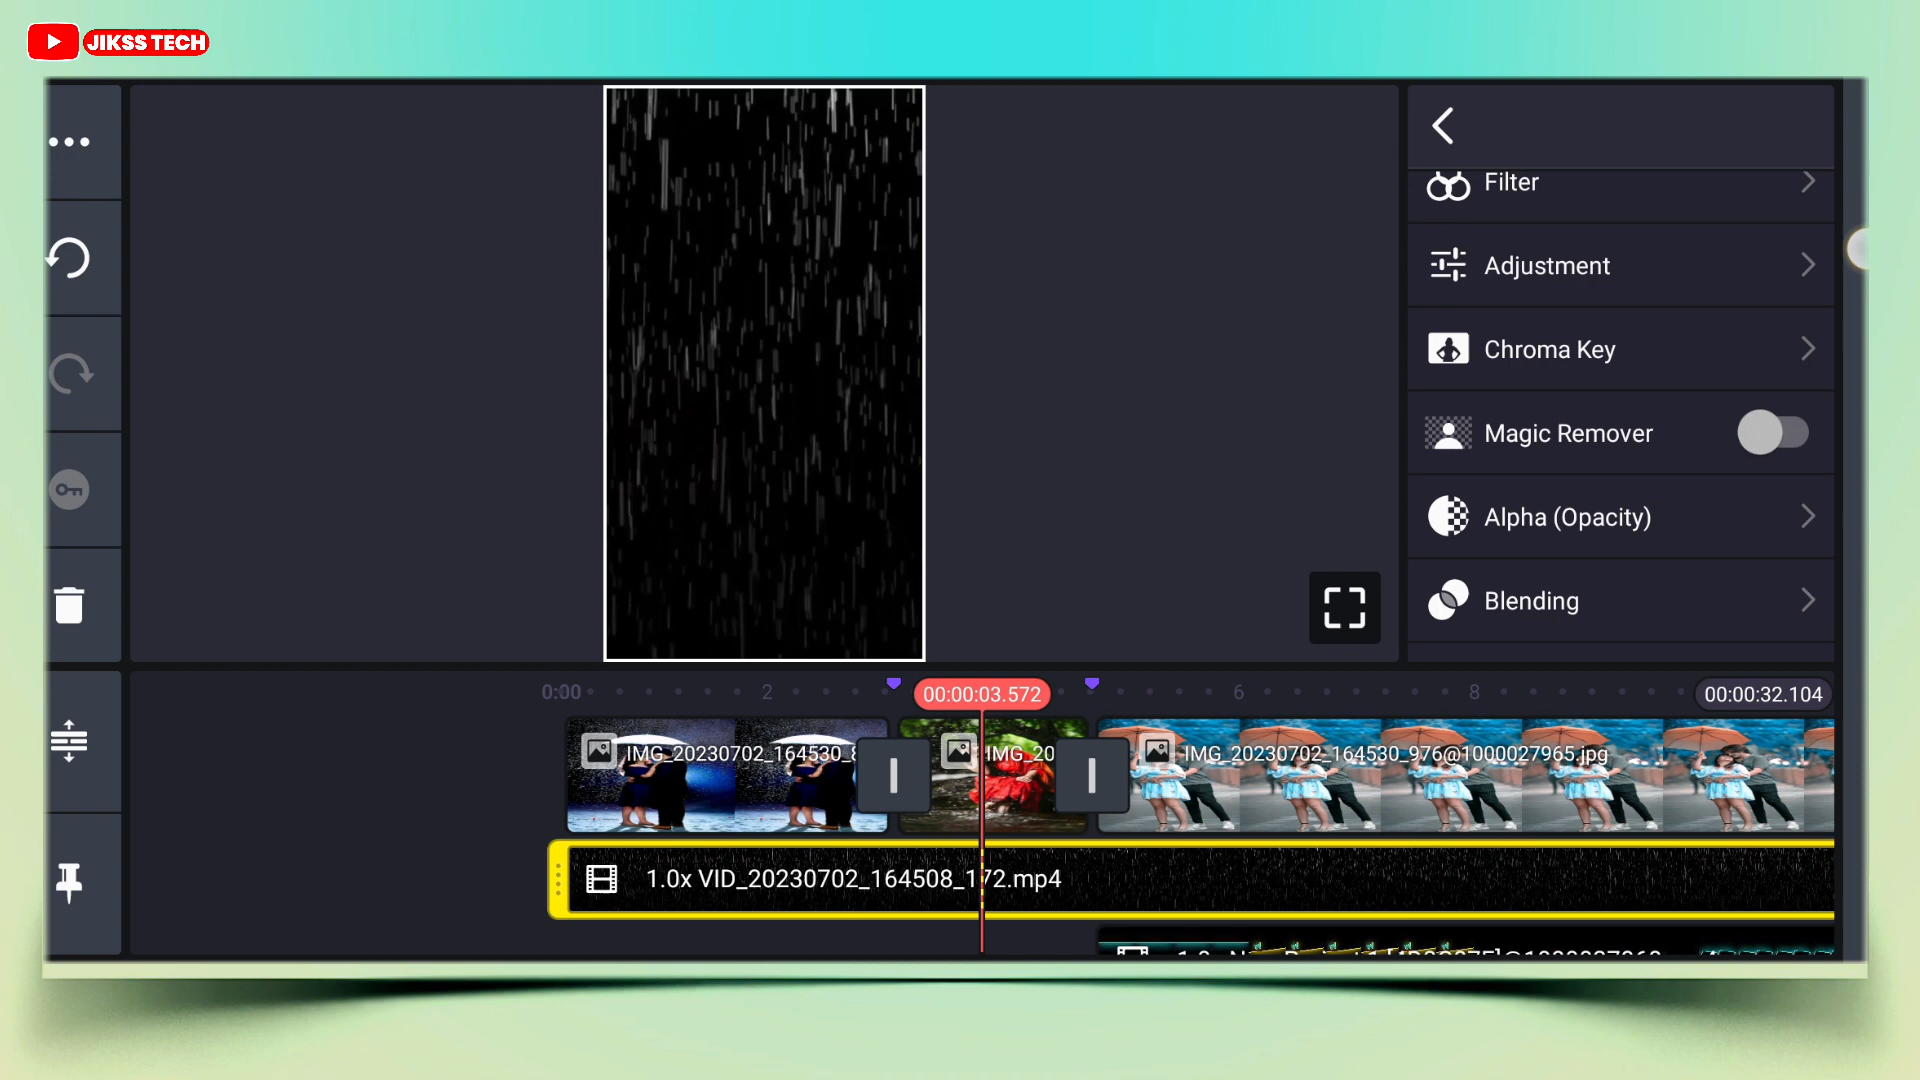 JIKSS TECH
Filter
Adjustment
Chroma Key
Magic Remover
Alpha (Opacity)
Blending
0:00
2
00:00:03.572
6
8
00:00:32.104
IMG_20230702_164530_8
IMG_20
IMG_20230702_164530_976@1000027965.jpg
1.0x VID_20230702_164508_172.mp4